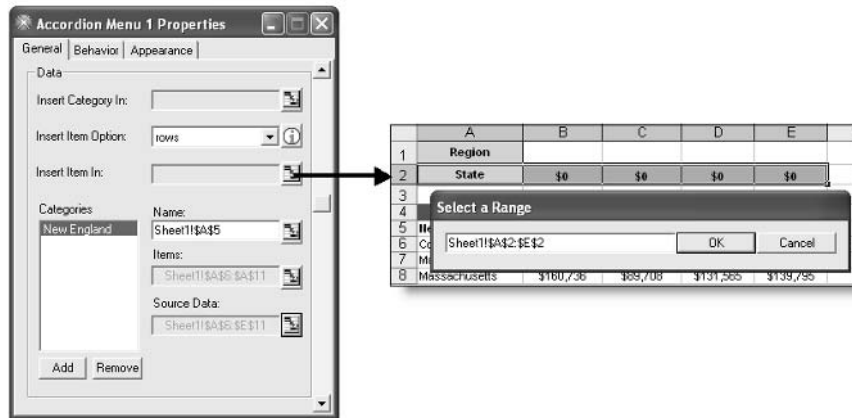 Accordion Menu 1 Properties
General Behavior Appearance
Data
Insert Category In:
Insert Item Option: rows
Insert Item In:
Categories
New England
Name:
Sheet1!$A$5
Items:
Sheet1!$A$6:$A$11
Source Data:
Sheet1!$A$6:$E$11
Add Remove
A B C D E
1 Region
2 State $0 $0 $0 $0
3
4
5
6 Co
7
8 Massachusetts $160,736 $89,708 $131,565 $139,795
Select a Range
Sheet1!$A$2:$E$2 OK Cancel